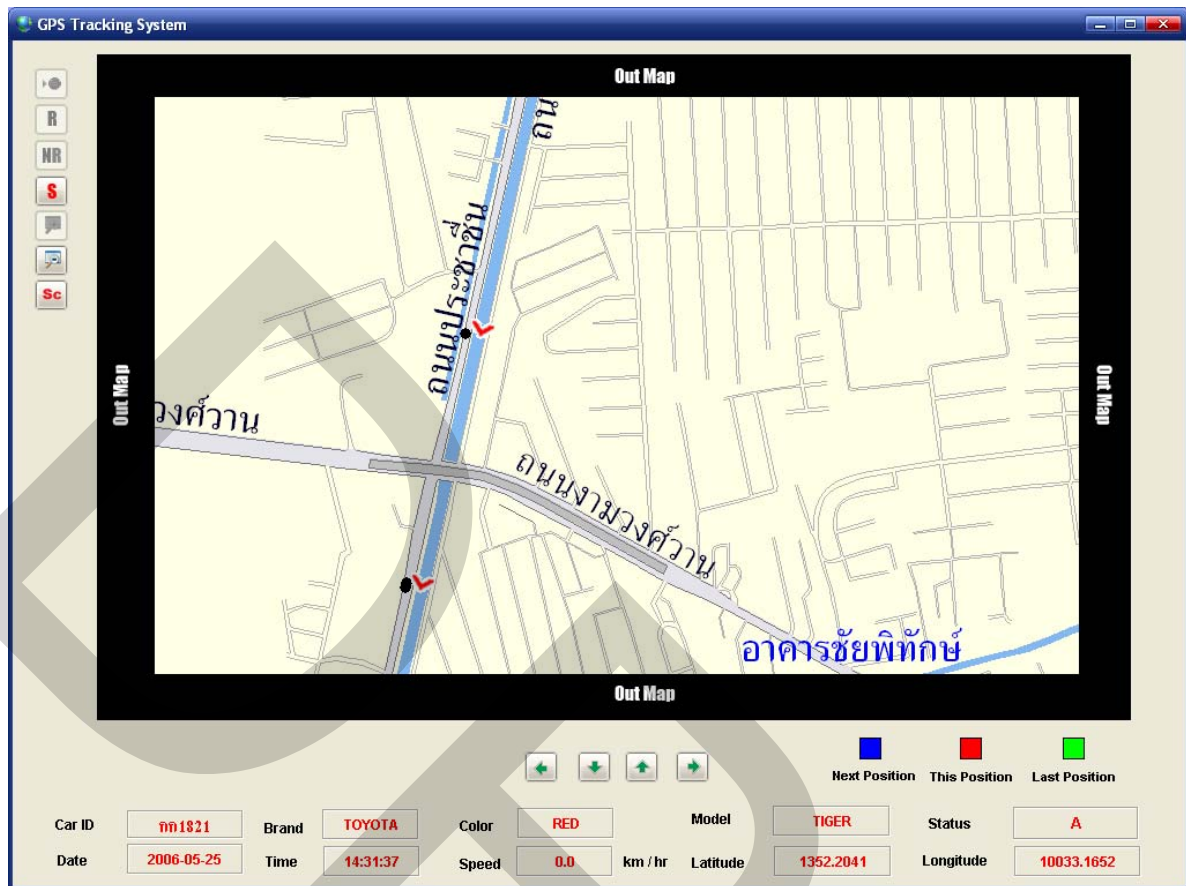 GPS Tracking System
Out Map
R
NR
S
Sc
Out Map
Out Map
Out Map
ถน
ถนนประชาชื่น
วงศ์วาน
ถนนงามวงศ์วาน
อาคารชัยพิทักษ์
Next Position This Position Last Position
Car ID กก1821 Brand TOYOTA Color RED Model TIGER Status A
Date 2006-05-25 Time 14:31:37 Speed 0.0 km / hr Latitude 1352.2041 Longitude 10033.1652